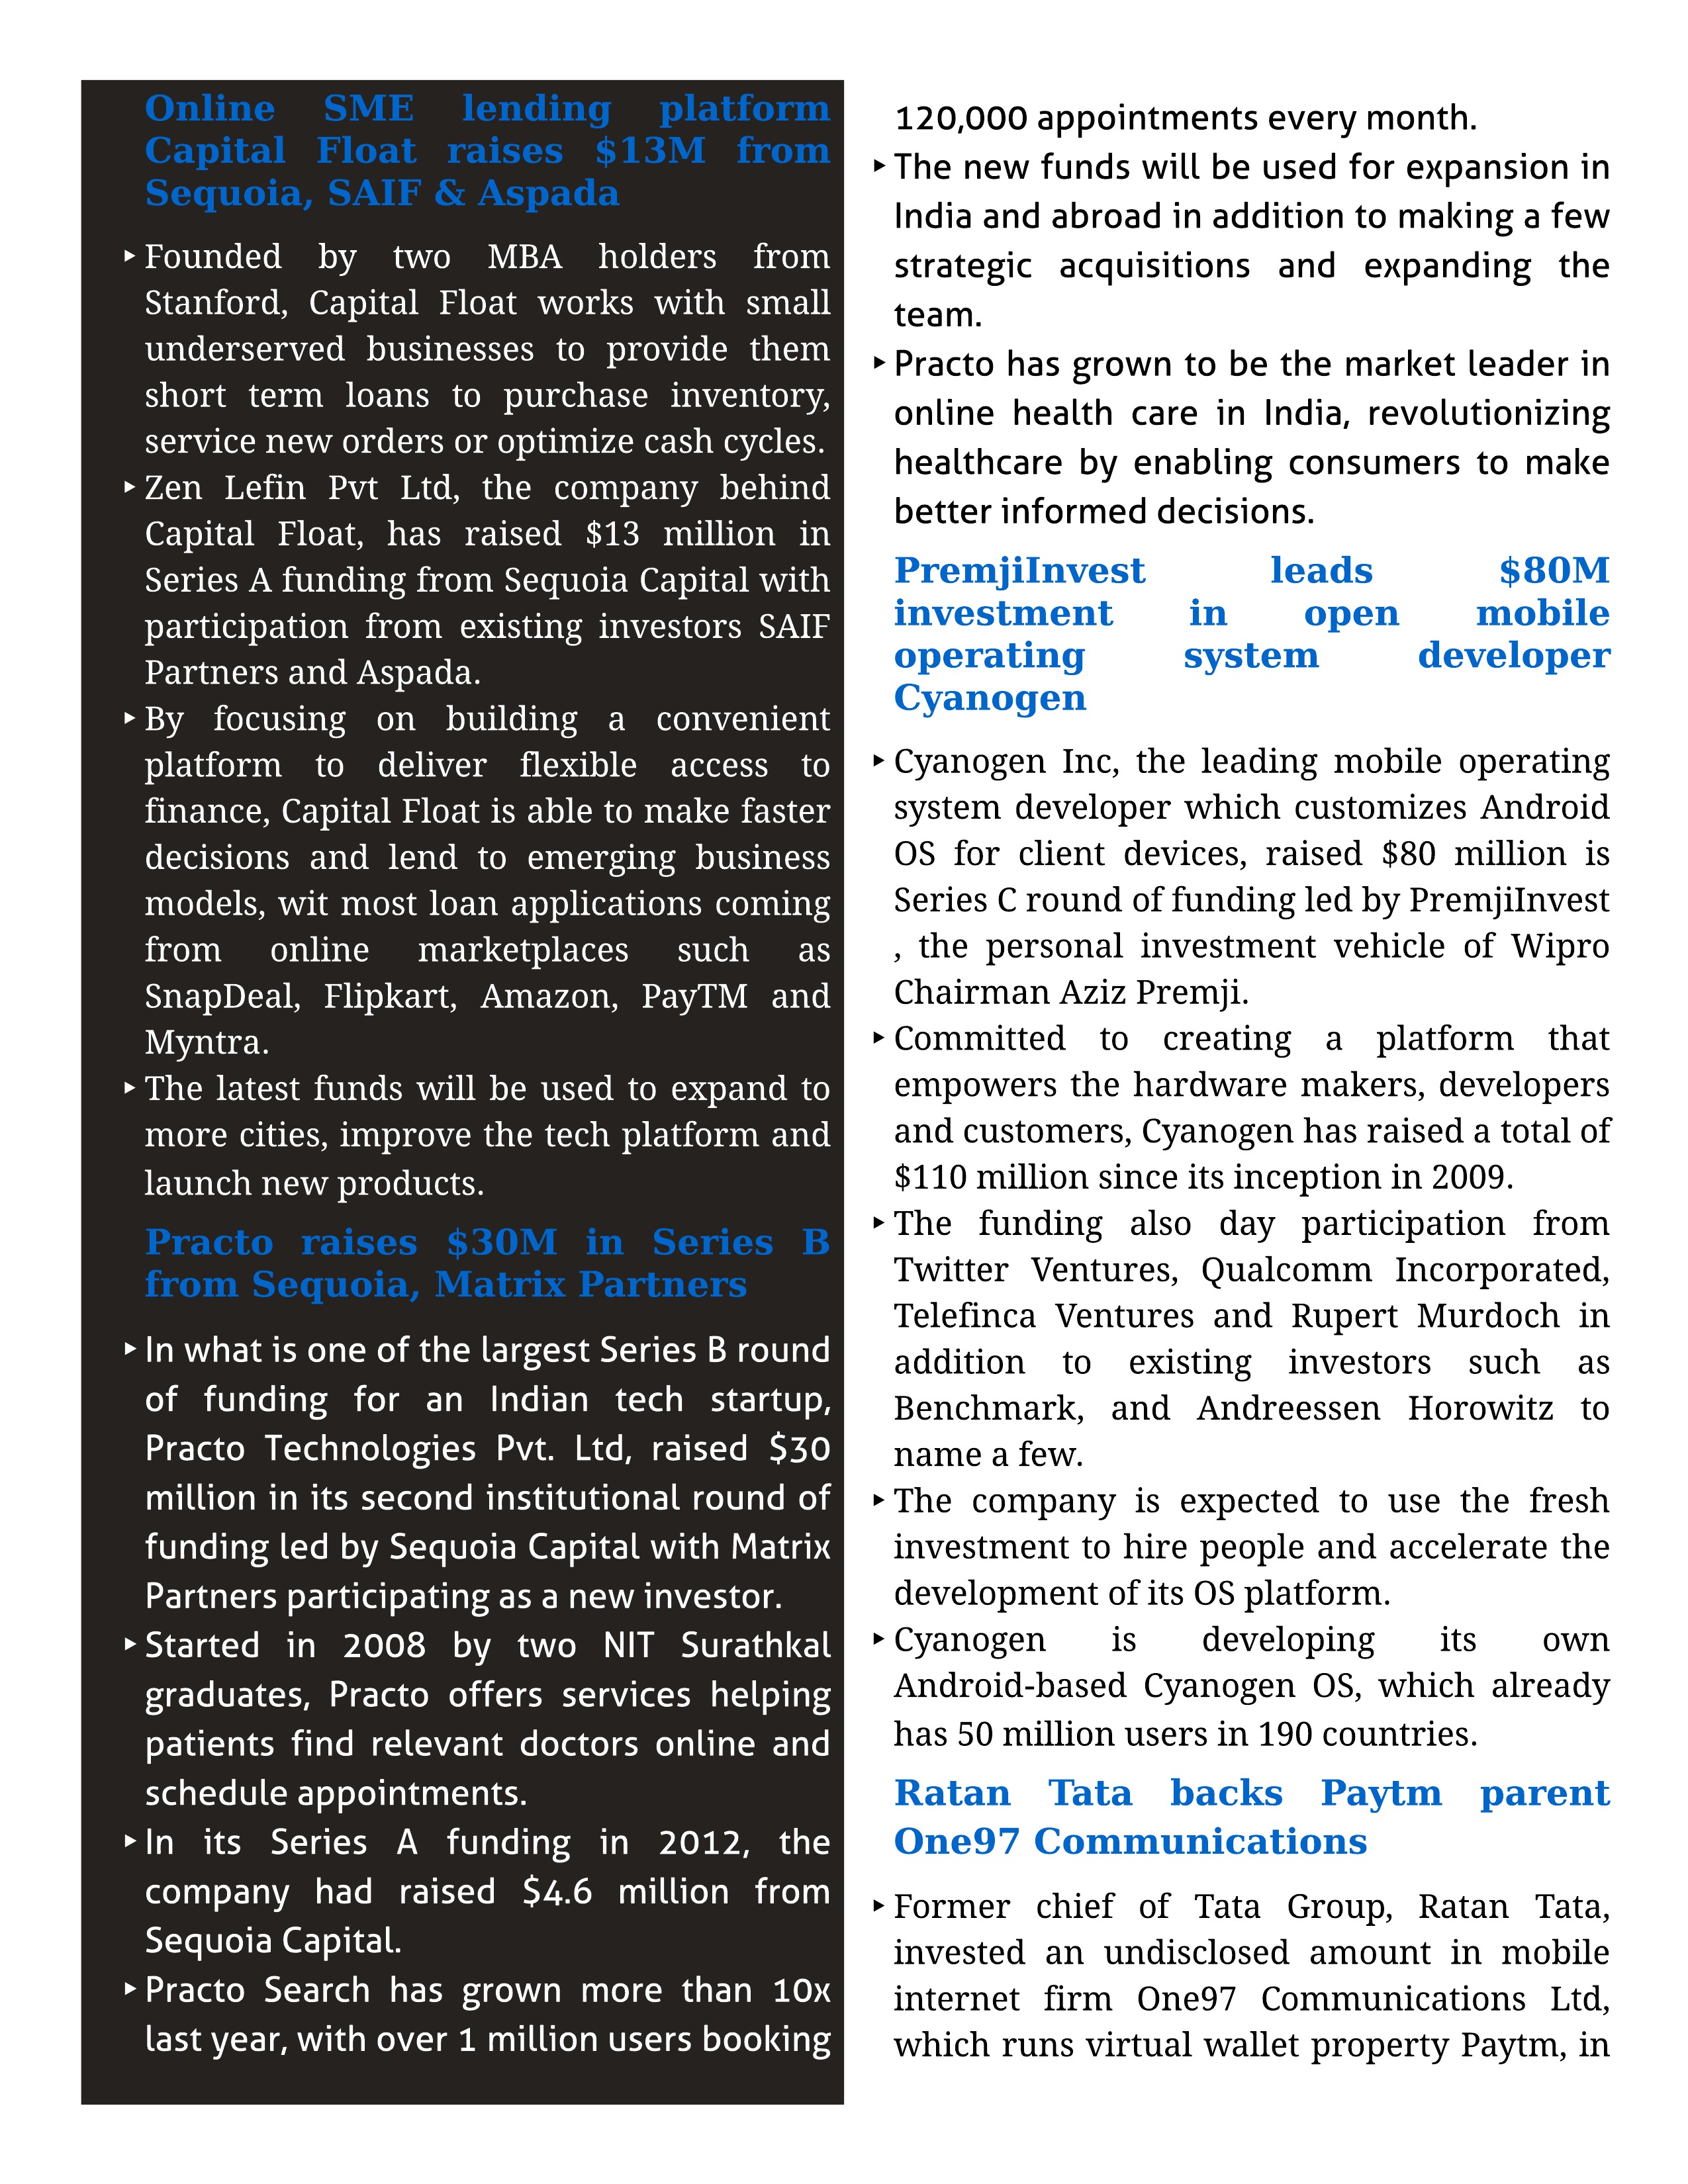 Online SME lending platform
Capital Float raises $13M from
Sequoia, SAIF & Aspada
‣ Founded by two MBA holders from
Stanford, Capital Float works with small
underserved businesses to provide them
short term loans to purchase inventory,
service new orders or optimize cash cycles.
‣ Zen Lefin Pvt Ltd, the company behind
Capital Float, has raised $13 million in
Series A funding from Sequoia Capital with
participation from existing investors SAIF
Partners and Aspada.
‣ By focusing on building a convenient
platform to deliver flexible access to
finance, Capital Float is able to make faster
decisions and lend to emerging business
models, wit most loan applications coming
from online marketplaces such as
SnapDeal, Flipkart, Amazon, PayTM and
Myntra.
‣ The latest funds will be used to expand to
more cities, improve the tech platform and
launch new products.
Practo raises $30M in Series B
from Sequoia, Matrix Partners
‣ In what is one of the largest Series B round
of funding for an Indian tech startup,
Practo Technologies Pvt. Ltd, raised $30
million in its second institutional round of
funding led by Sequoia Capital with Matrix
Partners participating as a new investor.
‣ Started in 2008 by two NIT Surathkal
graduates, Practo offers services helping
patients find relevant doctors online and
schedule appointments.
‣ In its Series A funding in 2012, the
company had raised $4.6 million from
Sequoia Capital.
‣ Practo Search has grown more than 10x
last year, with over 1 million users booking
120,000 appointments every month.
‣ The new funds will be used for expansion in
India and abroad in addition to making a few
strategic acquisitions and expanding the
team.
‣ Practo has grown to be the market leader in
online health care in India, revolutionizing
healthcare by enabling consumers to make
better informed decisions.
PremjiInvest leads $80M
investment in open mobile
operating system developer
Cyanogen
‣ Cyanogen Inc, the leading mobile operating
system developer which customizes Android
OS for client devices, raised $80 million is
Series C round of funding led by PremjiInvest
, the personal investment vehicle of Wipro
Chairman Aziz Premji.
‣ Committed to creating a platform that
empowers the hardware makers, developers
and customers, Cyanogen has raised a total of
$110 million since its inception in 2009.
‣ The funding also day participation from
Twitter Ventures, Qualcomm Incorporated,
Telefinca Ventures and Rupert Murdoch in
addition to existing investors such as
Benchmark, and Andreessen Horowitz to
name a few.
‣ The company is expected to use the fresh
investment to hire people and accelerate the
development of its OS platform.
‣ Cyanogen is developing its own
Android-based Cyanogen OS, which already
has 50 million users in 190 countries.
Ratan Tata backs Paytm parent
One97 Communications
‣ Former chief of Tata Group, Ratan Tata,
invested an undisclosed amount in mobile
internet firm One97 Communications Ltd,
which runs virtual wallet property Paytm, in